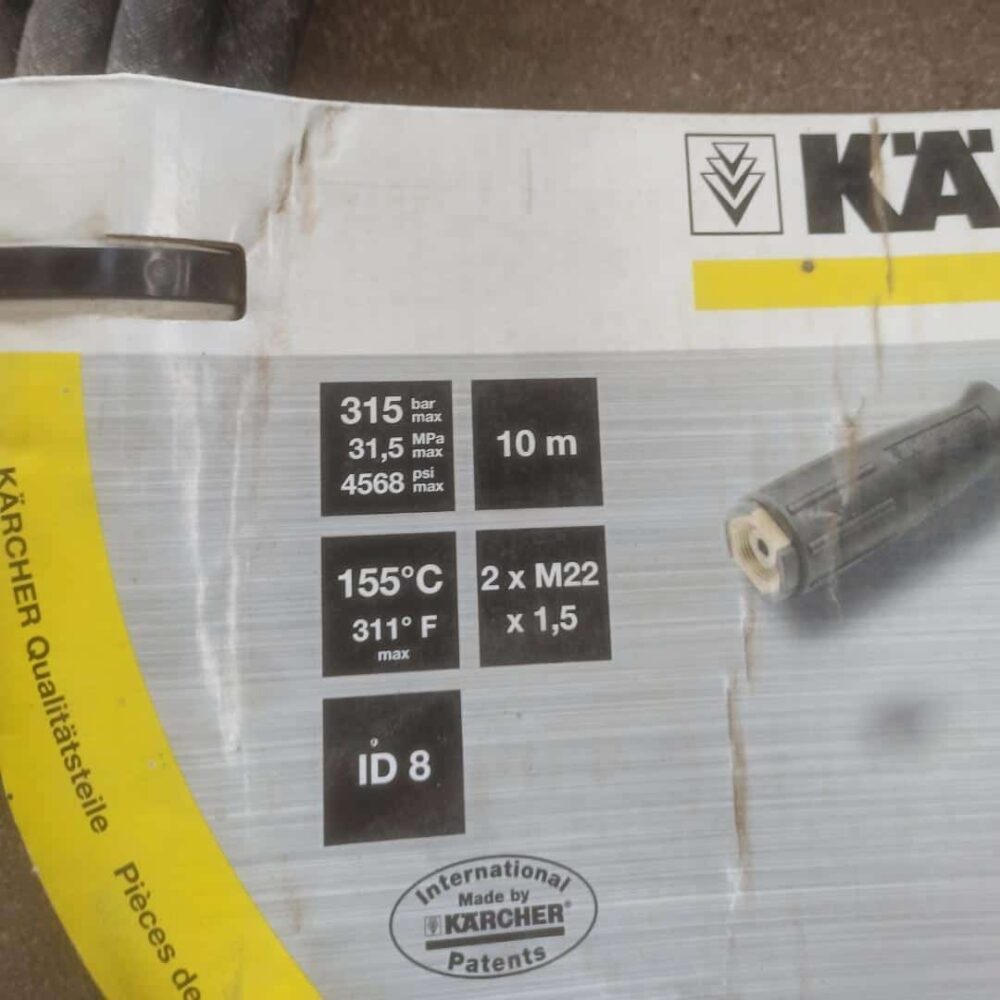 KÄ
315 bar max
31,5 MPa max
4568 psi max
10 m
155°C
311° F
max
2 x M22
x 1,5
ID 8
KÄRCHER Qualitätsteile Pièces de
International
Made by
KÄRCHER®
Patents